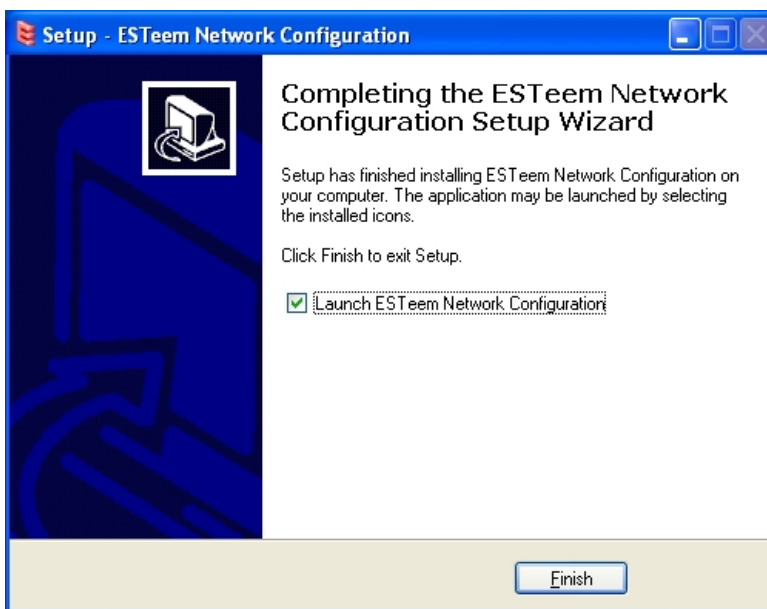 Setup - ESTeem Network Configuration
Completing the ESTeem Network
Configuration Setup Wizard
Setup has finished installing ESTeem Network Configuration on
your computer. The application may be launched by selecting
the installed icons.
Click Finish to exit Setup.
Launch ESTeem Network Configuration
Finish